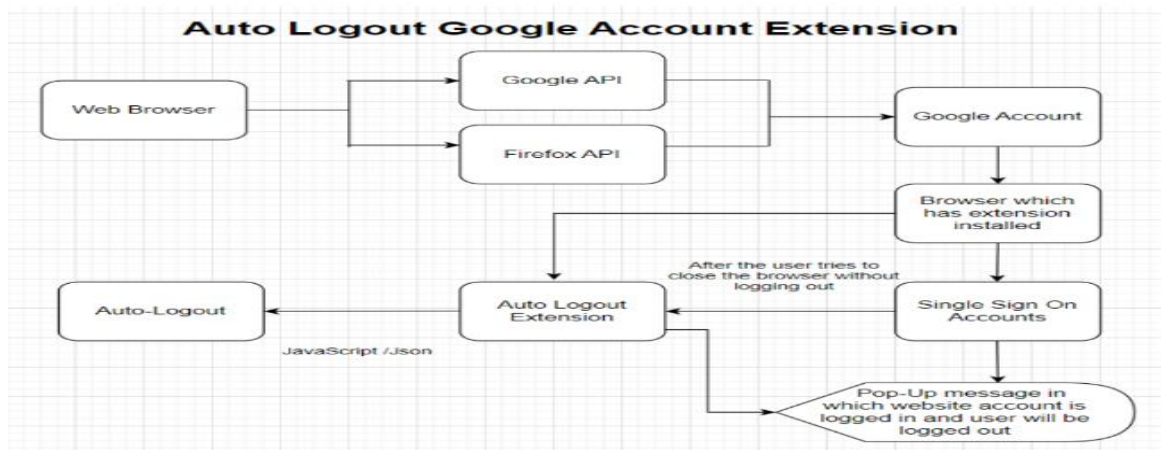 Auto Logout Google Account Extension
Google API
Web Browser
Google Account
Firefox API
Browser which
has extension
installed
After the user tries to
close the browser without
logging out
Auto-Logout
Auto Logout
Extension
Single Sign On
Accounts
JavaScript /Json
Pop-Up message in
which website account is
logged in and user will be
logged out